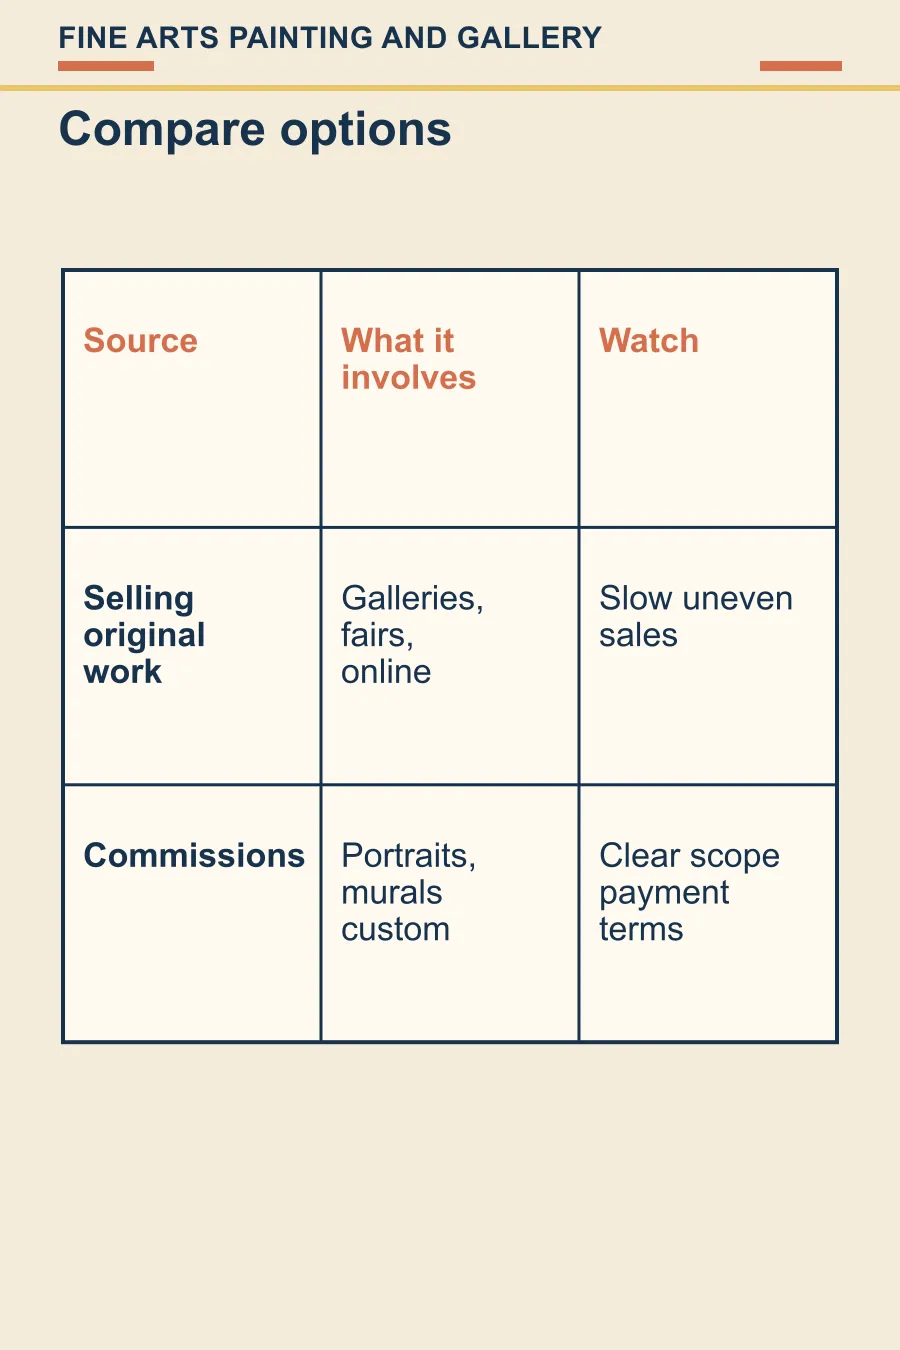 FINE ARTS PAINTING AND GALLERY
Compare options
Source
What it
involves
Watch
Selling
original
work
Galleries,
fairs,
online
Slow uneven
sales
Commissions
Portraits,
murals
custom
Clear scope
payment
terms